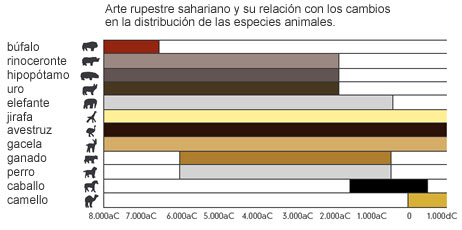 Arte rupestre sahariano y su relación con los cambios
en la distribución de las especies animales.
búfalo
rinoceronte
hipopótamo
uro
elefante
jirafa
avestruz
gacela
ganado
perro
caballo
camello
8.000aC 7.000aC 6.000aC 5.000aC 4.000aC 3.000aC 2.000aC 1.000aC 0 1.000dC